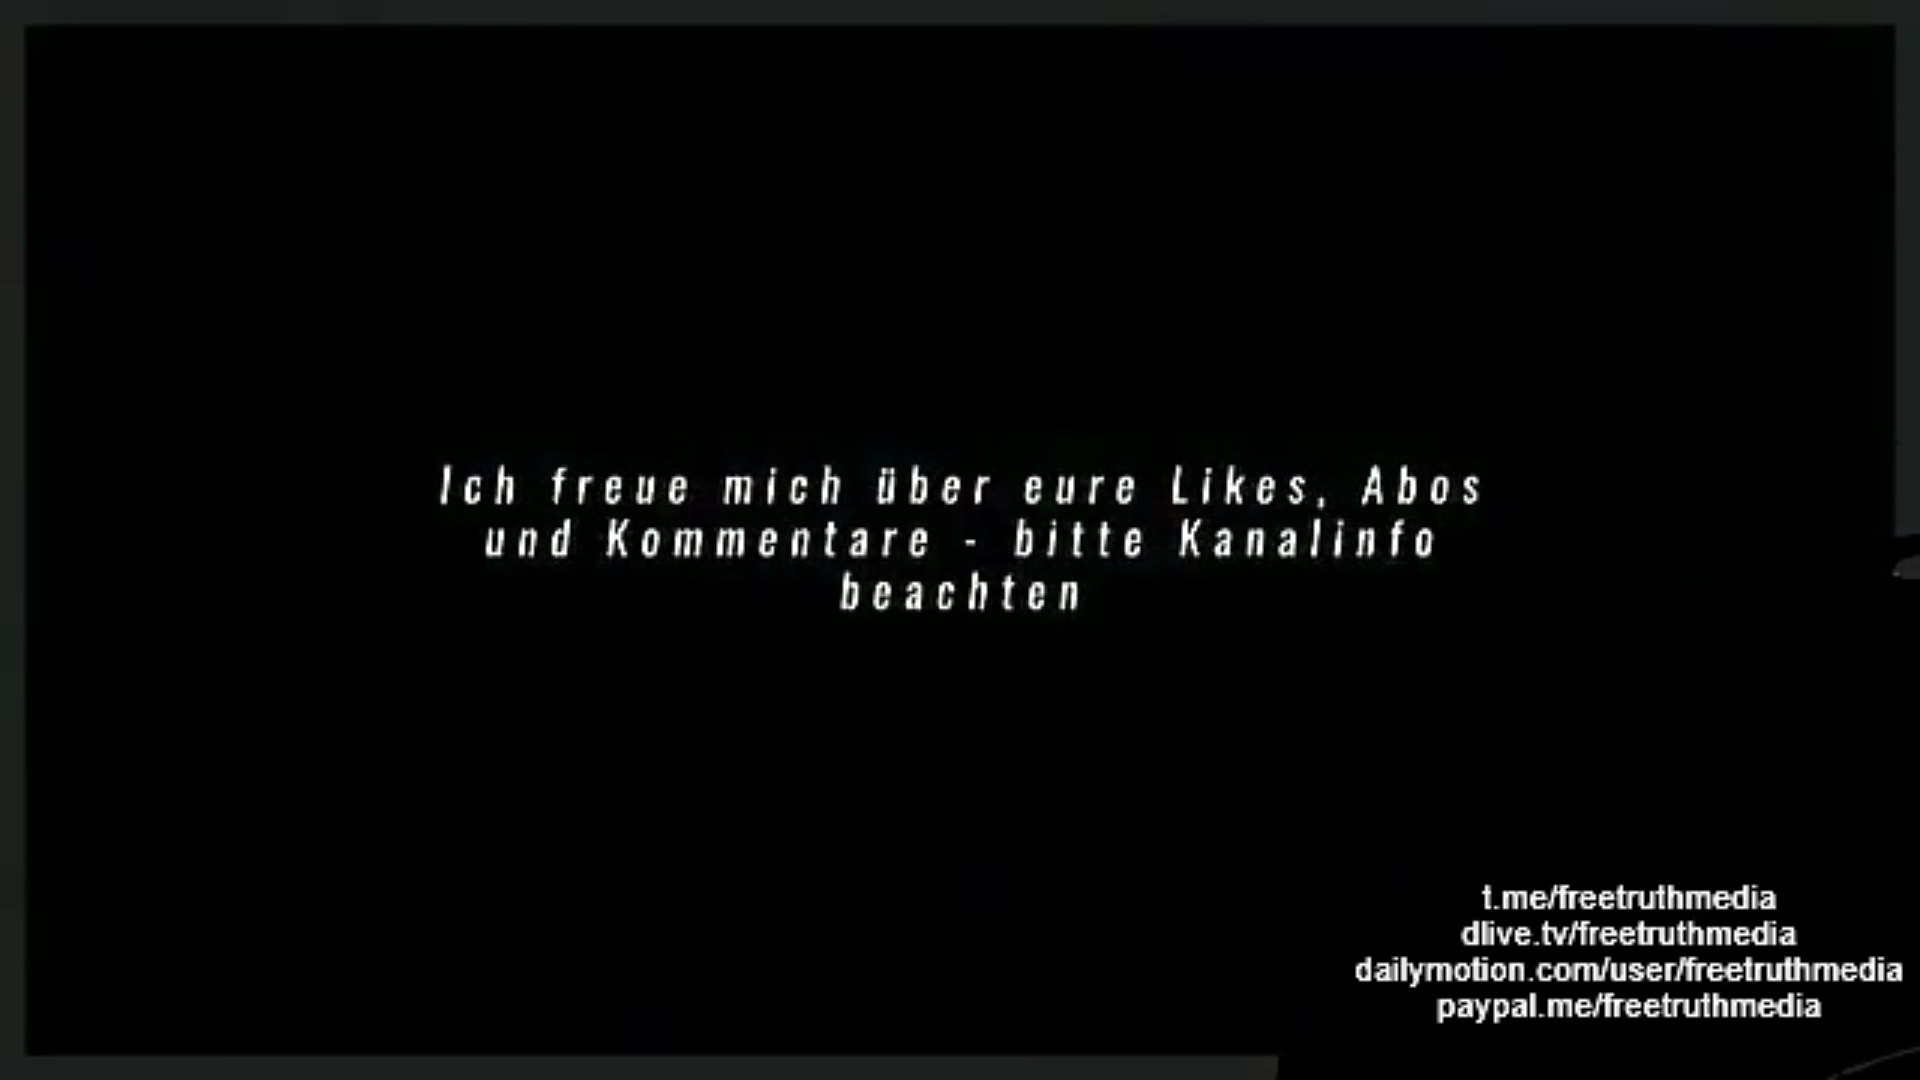 Ich freue mich über eure Likes, Abos
und Kommentare - bitte Kanalinfo
beachten
t.me/freetruthmedia
dlive.tv/freetruthmedia
dailymotion.com/user/freetruthmedia
paypal.me/freetruthmedia